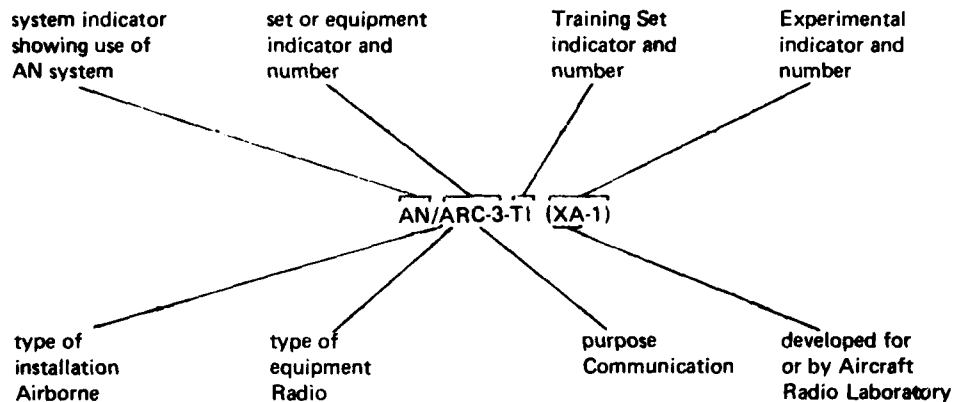 system indicator
showing use of
AN system
set or equipment
indicator and
number
Training Set
indicator and
number
Experimental
indicator and
number
AN/ARC-3-T1 (XA-1)
type of
installation
Airborne
type of
equipment
Radio
purpose
Communication
developed for
or by Aircraft
Radio Laboratory